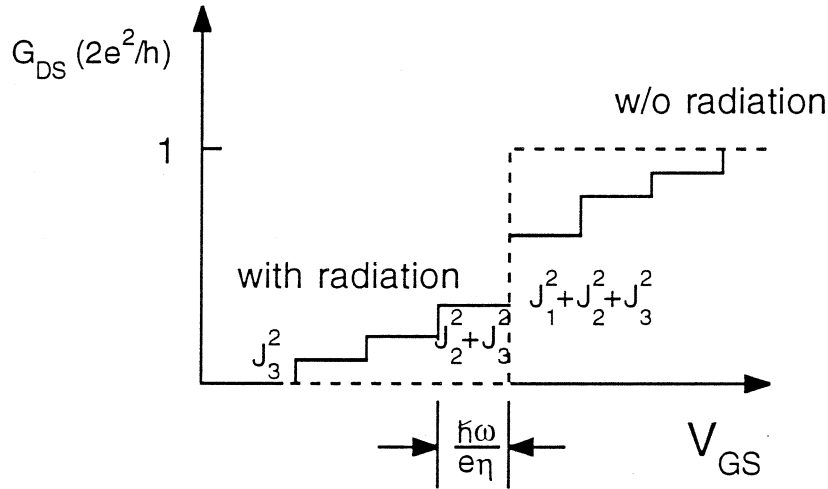 G_DS (2e²/h)
w/o radiation
1
with radiation
J₁²+J₂²+J₃²
J₃²
J₂²+J₃²
ħω
eη
V_GS